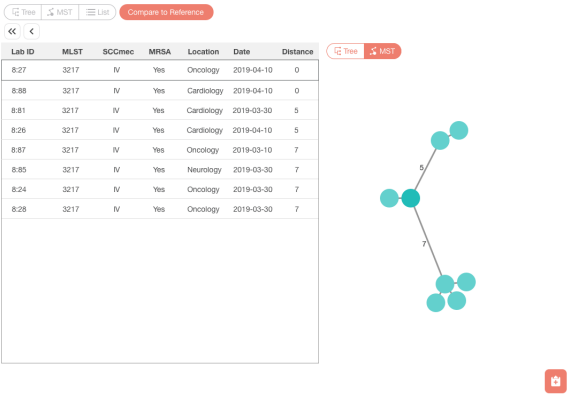 Tree MST List Compare to Reference
Lab ID MLST SCCmec MRSA Location Date Distance
8:27 3217 IV Yes Oncology 2019-04-10 0
8:88 3217 IV Yes Cardiology 2019-04-10 0
8:81 3217 IV Yes Cardiology 2019-03-30 5
8:26 3217 IV Yes Cardiology 2019-04-10 5
8:87 3217 IV Yes Oncology 2019-03-10 7
8:85 3217 IV Yes Neurology 2019-03-30 7
8:24 3217 IV Yes Oncology 2019-03-30 7
8:28 3217 IV Yes Oncology 2019-03-30 7
Tree MST
5
7